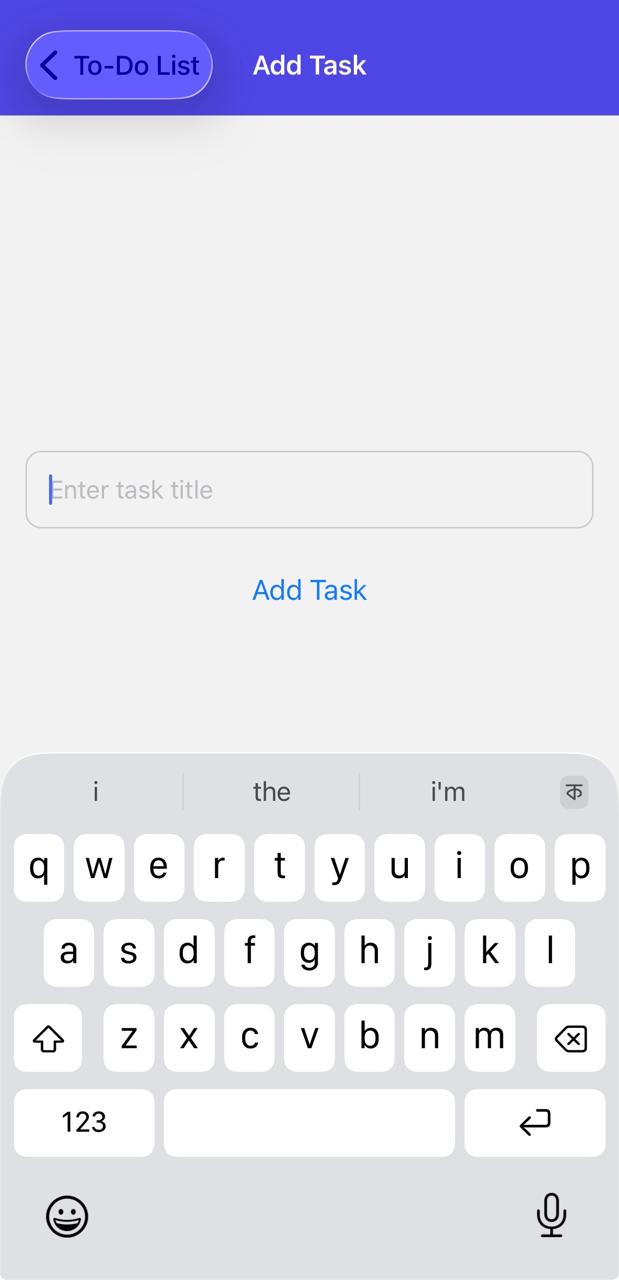 To-Do List Add Task
Enter task title
Add Task
i the i'm ক
q w e r t y u i o p
a s d f g h j k l
z x c v b n m
123